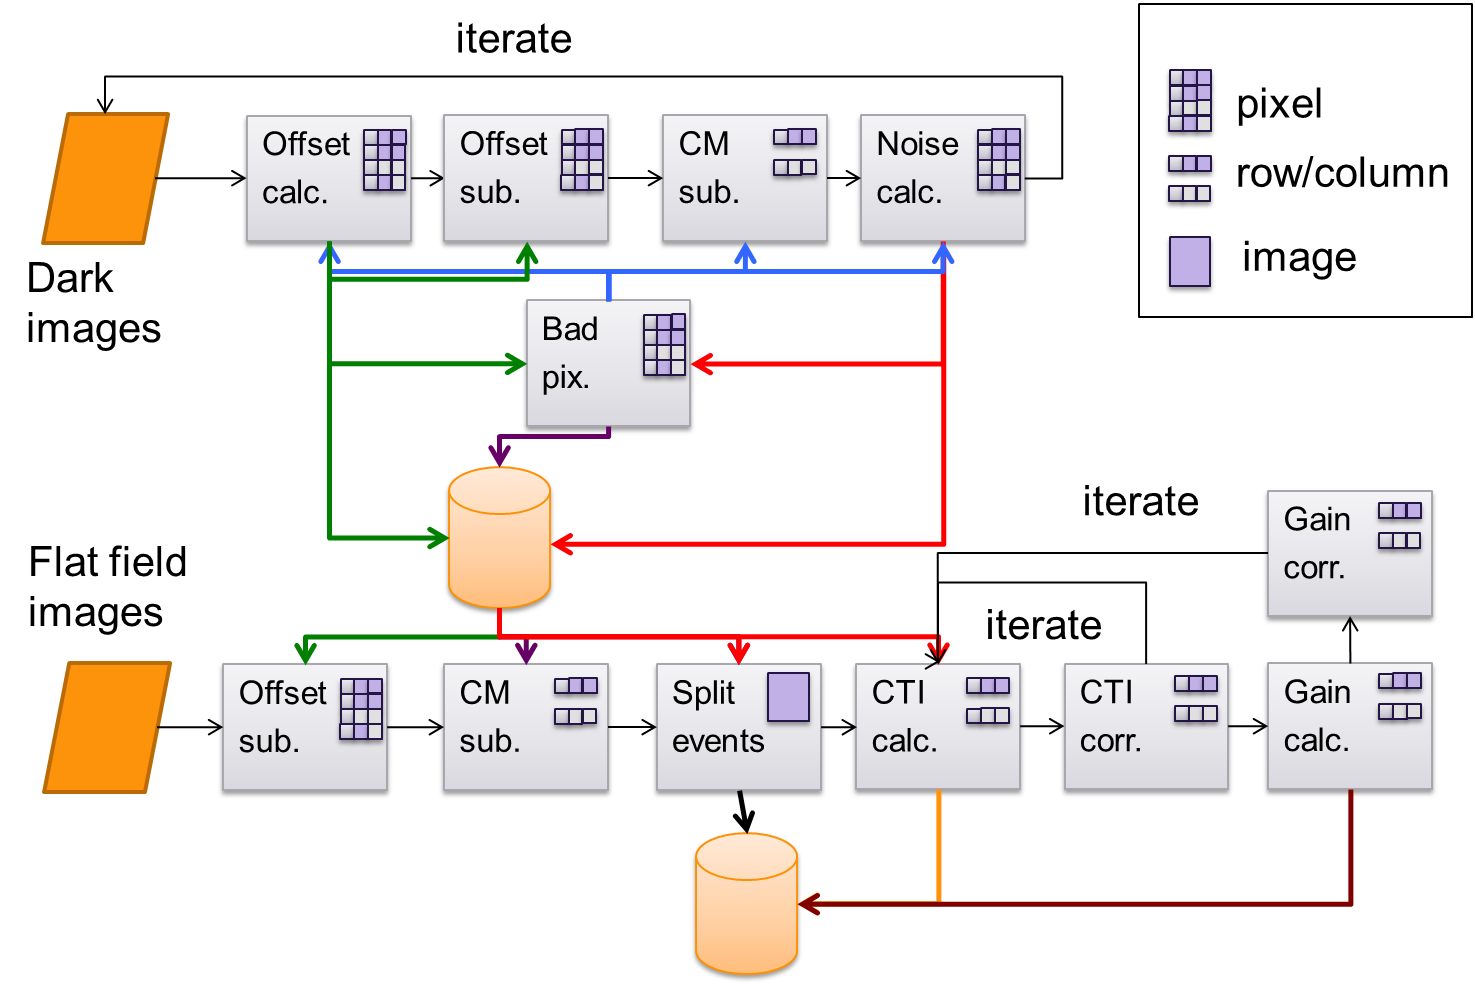 iterate
pixel
row/column
image
Offset
calc.
Offset
sub.
CM
sub.
Noise
calc.
Dark
images
Bad
pix.
iterate
Gain
corr.
Flat field
images
iterate
Offset
sub.
CM
sub.
Split
events
CTI
calc.
CTI
corr.
Gain
calc.